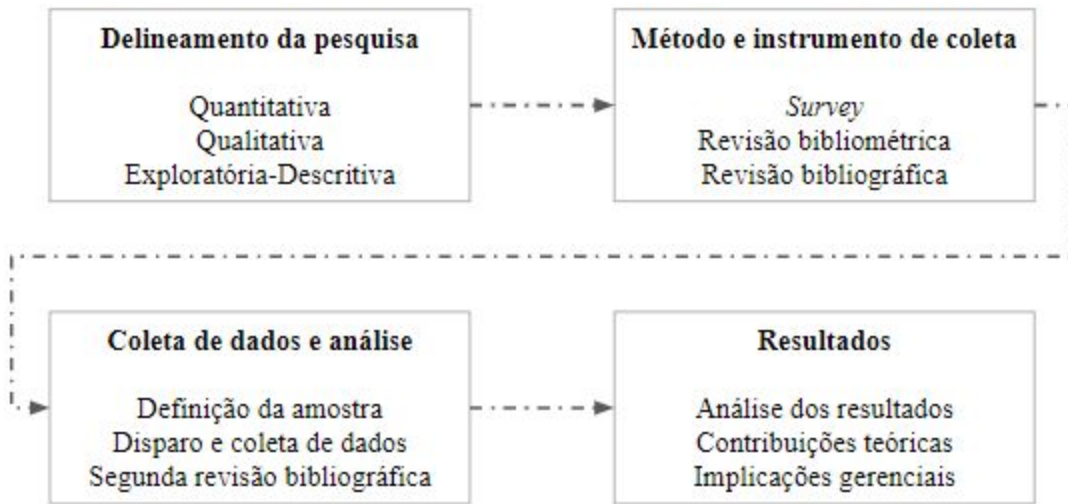 Delineamento da pesquisa
Quantitativa
Qualitativa
Exploratória-Descritiva
Método e instrumento de coleta
Survey
Revisão bibliométrica
Revisão bibliográfica
Coleta de dados e análise
Definição da amostra
Disparo e coleta de dados
Segunda revisão bibliográfica
Resultados
Análise dos resultados
Contribuições teóricas
Implicações gerenciais